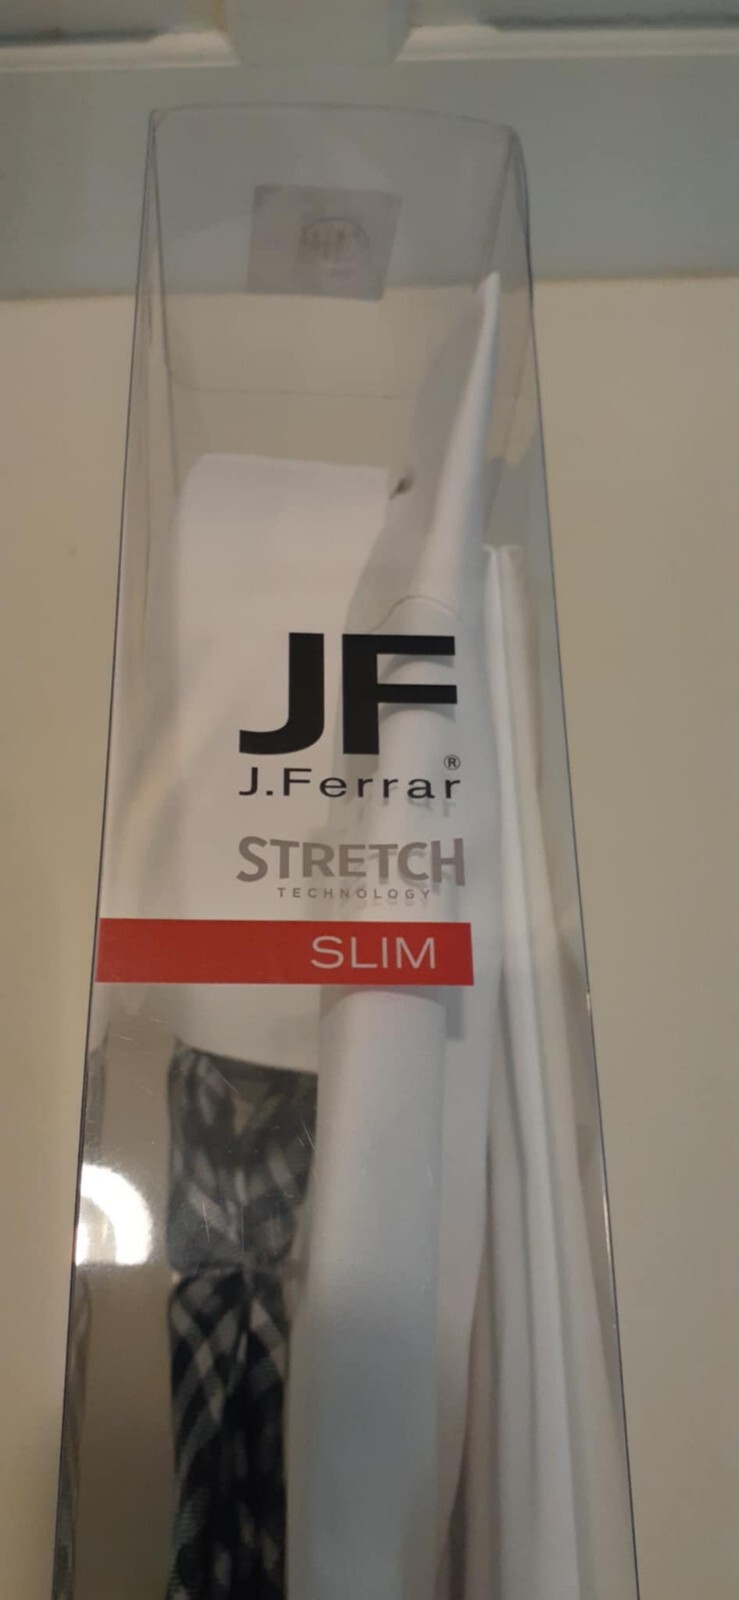 JF
®
J.Ferrar
STRETCH
TECHNOLOGY
SLIM